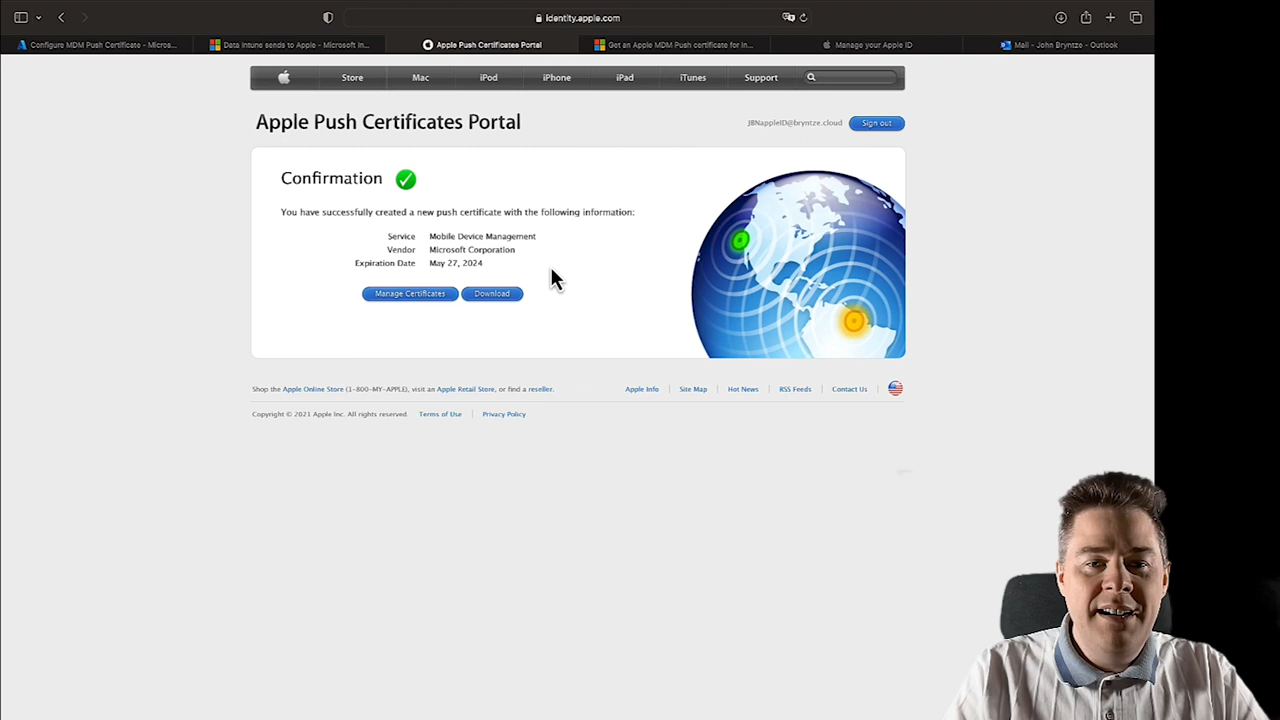 identity.apple.com
Configure MDM Push Certificate - Micros...
Data Intune sends to Apple - Microsoft In...
Apple Push Certificates Portal
Get an Apple MDM Push certificate for In...
Manage your Apple ID
Mail - John Bryntze - Outlook
Store
Mac
iPod
iPhone
iPad
iTunes
Support
Apple Push Certificates Portal
JBNappleID@bryntze.cloud
Sign out
Confirmation
You have successfully created a new push certificate with the following information:
Service Mobile Device Management
Vendor Microsoft Corporation
Expiration Date May 27, 2024
Manage Certificates
Download
Shop the Apple Online Store (1-800-MY-APPLE), visit an Apple Retail Store, or find a reseller.
Apple Info
Site Map
Hot News
RSS Feeds
Contact Us
Copyright © 2021 Apple Inc. All rights reserved.
Terms of Use
Privacy Policy